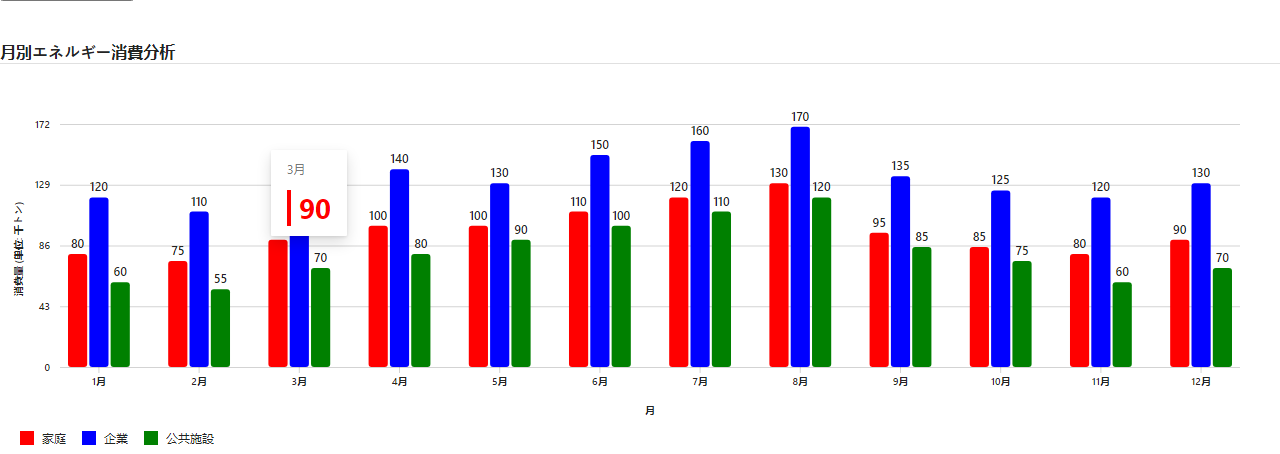 月別エネルギー消費分析
172
129
86
43
0
消費量 (単位: 千トン)
80 120 60
75 110 55
3月
90
70
100 140 80
100 130 90
110 150 100
120 160 110
130 170 120
95 135 85
85 125 75
80 120 60
90 130 70
1月 2月 3月 4月 5月 6月 7月 8月 9月 10月 11月 12月
月
家庭 企業 公共施設